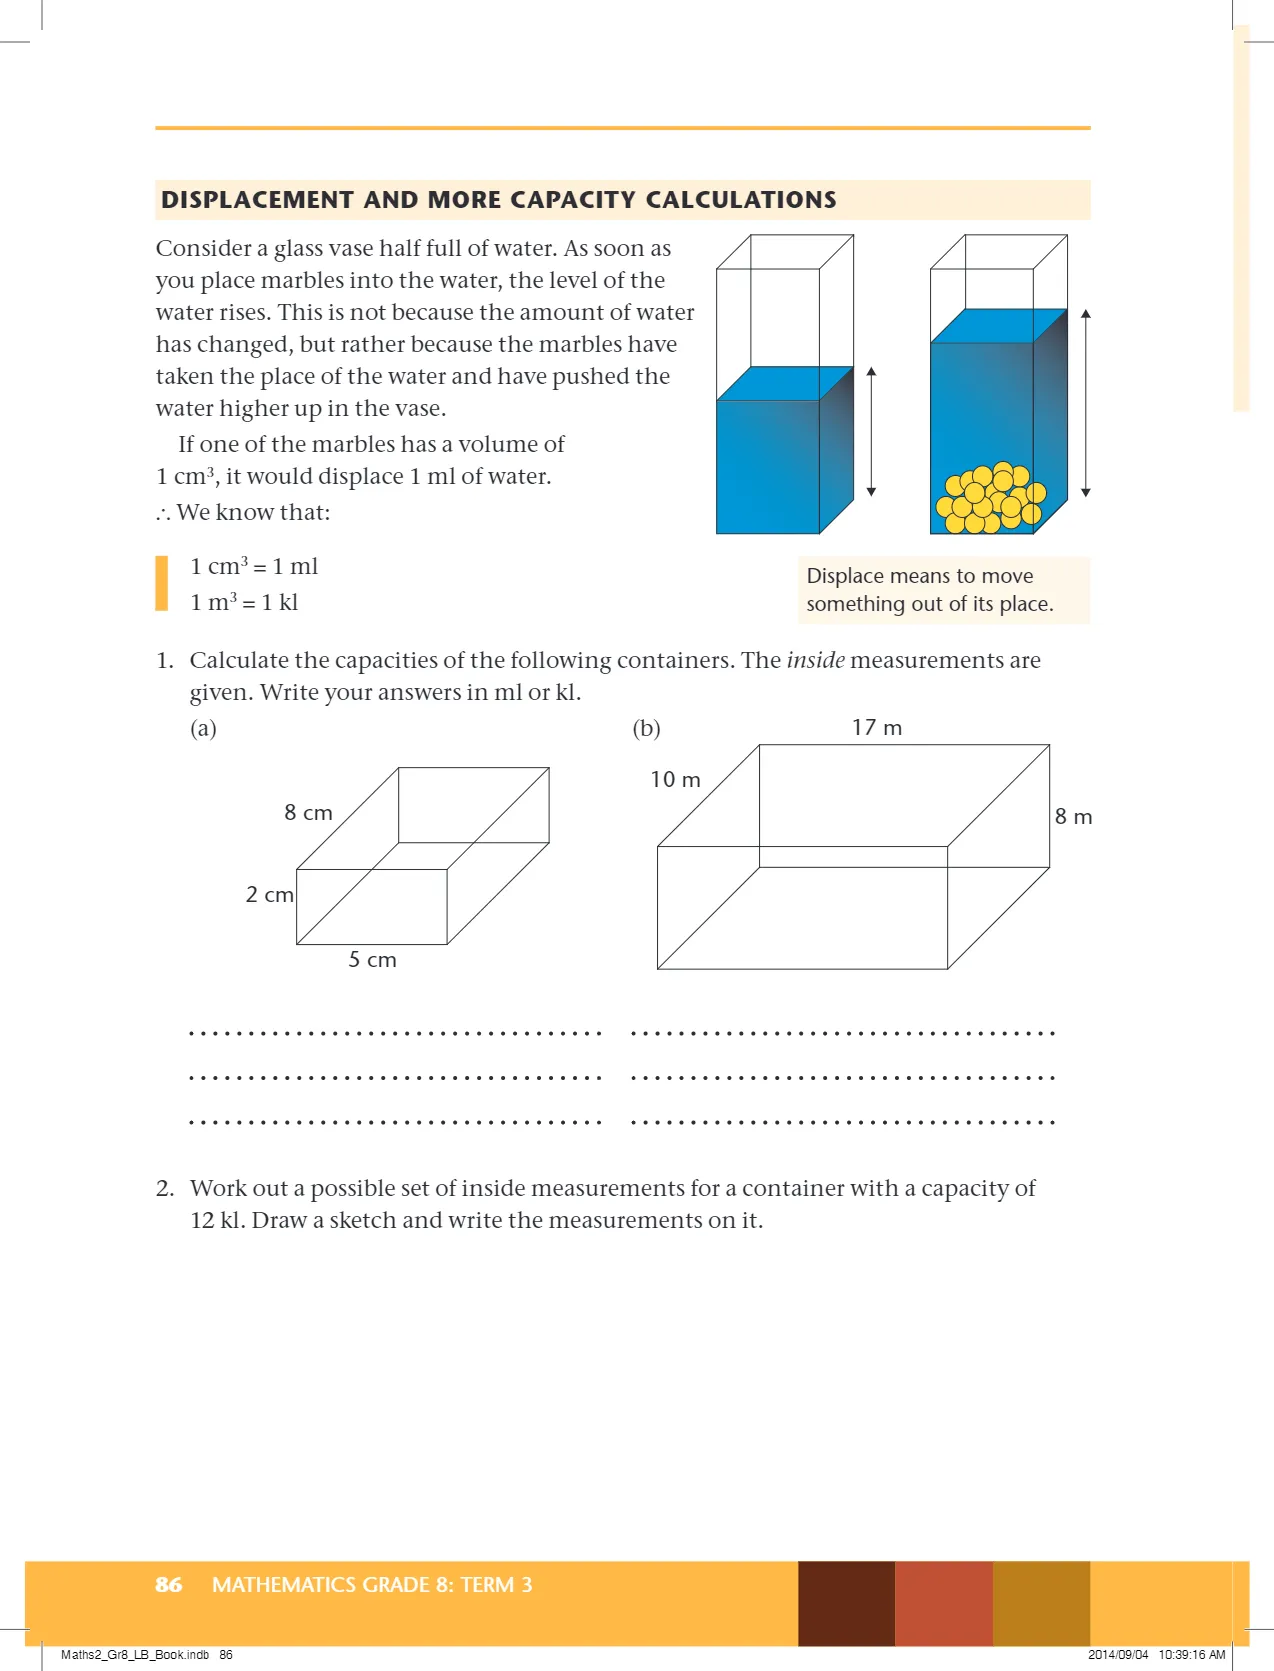 DISPLACEMENT AND MORE CAPACITY CALCULATIONS
Consider a glass vase half full of water. As soon as
you place marbles into the water, the level of the
water rises. This is not because the amount of water
has changed, but rather because the marbles have
taken the place of the water and have pushed the
water higher up in the vase.
If one of the marbles has a volume of
1 cm³, it would displace 1 ml of water.
∴ We know that:
1 cm³ = 1 ml
1 m³ = 1 kl
Displace means to move
something out of its place.
1. Calculate the capacities of the following containers. The inside measurements are
given. Write your answers in ml or kl.
(a)
8 cm
2 cm
5 cm
(b)
17 m
10 m
8 m
2. Work out a possible set of inside measurements for a container with a capacity of
12 kl. Draw a sketch and write the measurements on it.
86 MATHEMATICS GRADE 8: TERM 3
Maths2_Gr8_LB_Book.indb 86
2014/09/04 10:39:16 AM